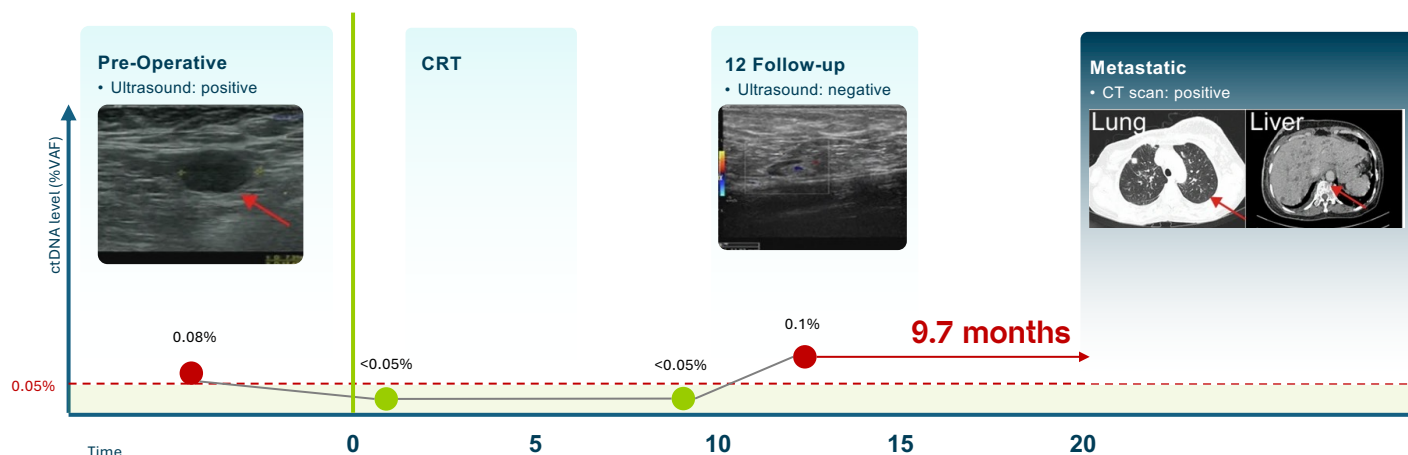 Pre-Operative
• Ultrasound: positive
CRT
12 Follow-up
• Ultrasound: negative
Metastatic
• CT scan: positive
Lung
Liver
ctDNA level (%VAF)
0.08%
<0.05%
<0.05%
0.1%
9.7 months
0.05%
0
5
10
15
20
Time